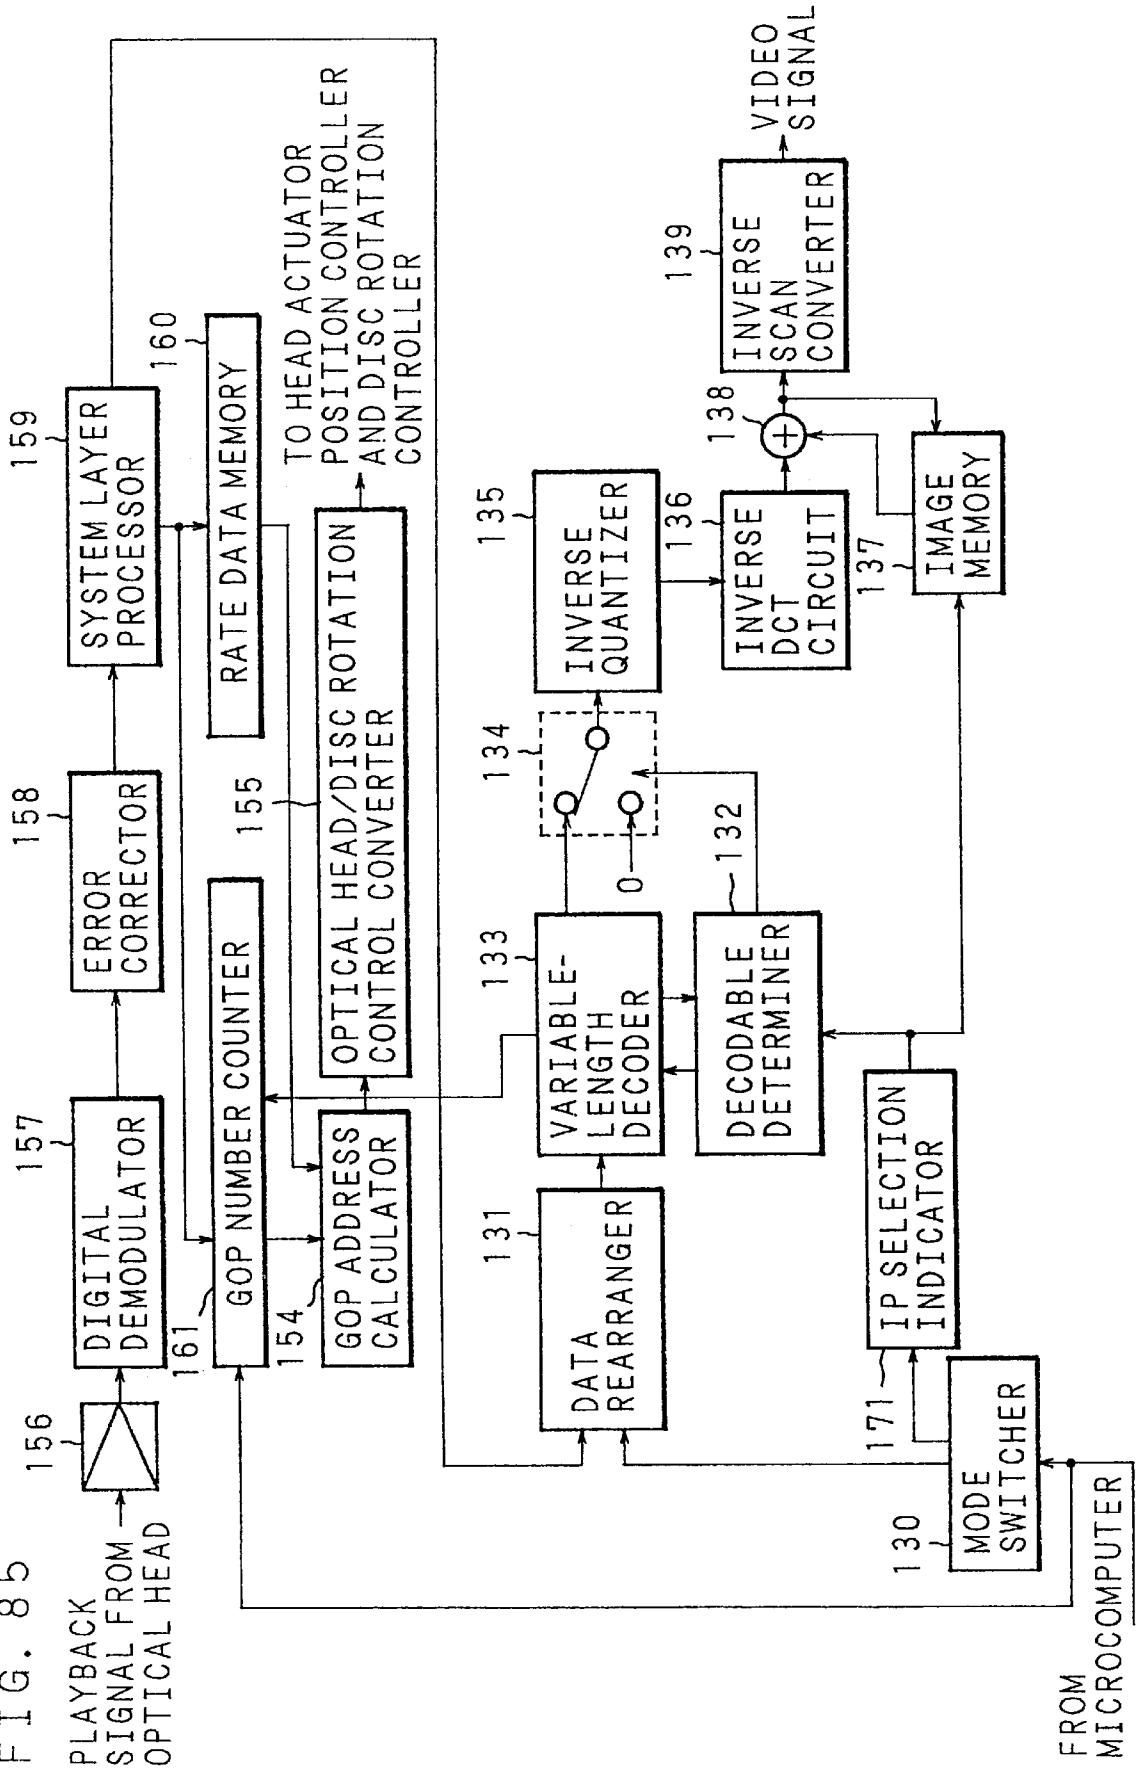 FIG. 85
PLAYBACK
SIGNAL FROM
OPTICAL HEAD
156
157
DIGITAL
DEMODULATOR
158
ERROR
CORRECTOR
159
SYSTEM LAYER
PROCESSOR
161
GOP NUMBER COUNTER
160
RATE DATA MEMORY
154
GOP ADDRESS
CALCULATOR
155
OPTICAL HEAD/DISC ROTATION
CONTROL CONVERTER
TO HEAD ACTUATOR
POSITION CONTROLLER
AND DISC ROTATION
CONTROLLER
131
DATA
REARRANGER
133
VARIABLE-
LENGTH
DECODER
134
0
135
INVERSE
QUANTIZER
132
DECODABLE
DETERMINER
136
INVERSE
DCT
CIRCUIT
138
+
139
INVERSE
SCAN
CONVERTER
VIDEO
SIGNAL
137
IMAGE
MEMORY
171
IP SELECTION
INDICATOR
130
MODE
SWITCHER
FROM
MICROCOMPUTER